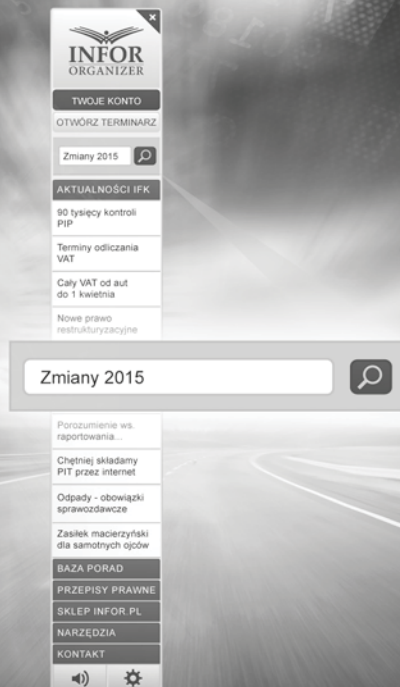 INFOR
ORGANIZER
TWOJE KONTO
OTWÓRZ TERMINARZ
Zmiany 2015
AKTUALNOŚCI IFK
90 tysięcy kontroli
PIP
Terminy odliczania
VAT
Cały VAT od aut
do 1 kwietnia
Nowe prawo
restrukturyzacyjne
Zmiany 2015
Porozumienie ws.
raportowania...
Chętniej składamy
PIT przez internet
Odpady - obowiązki
sprawozdawcze
Zasiłek macierzyński
dla samotnych ojców
BAZA PORAD
PRZEPISY PRAWNE
SKLEP INFOR.PL
NARZĘDZIA
KONTAKT